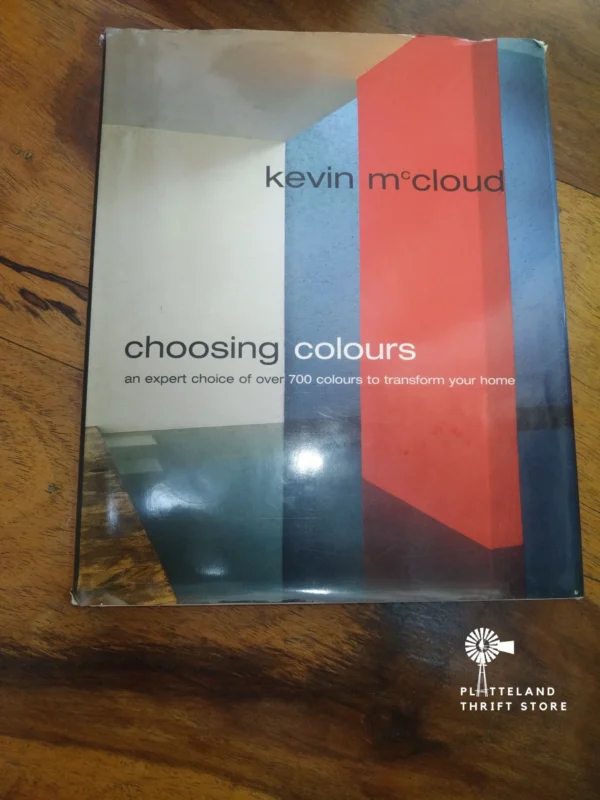 kevin mccloud
choosing colours
an expert choice of over 700 colours to transform your home
PLATTELAND
THRIFT STORE